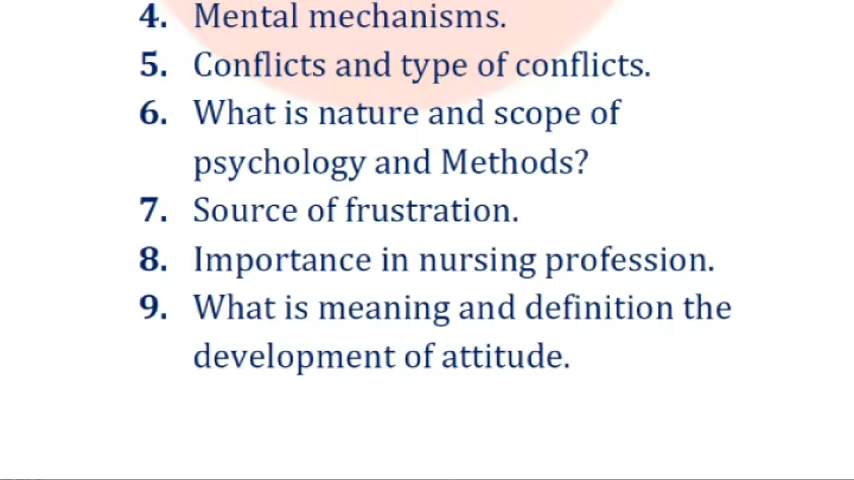 4. Mental mechanisms.
5. Conflicts and type of conflicts.
6. What is nature and scope of
psychology and Methods?
7. Source of frustration.
8. Importance in nursing profession.
9. What is meaning and definition the
development of attitude.